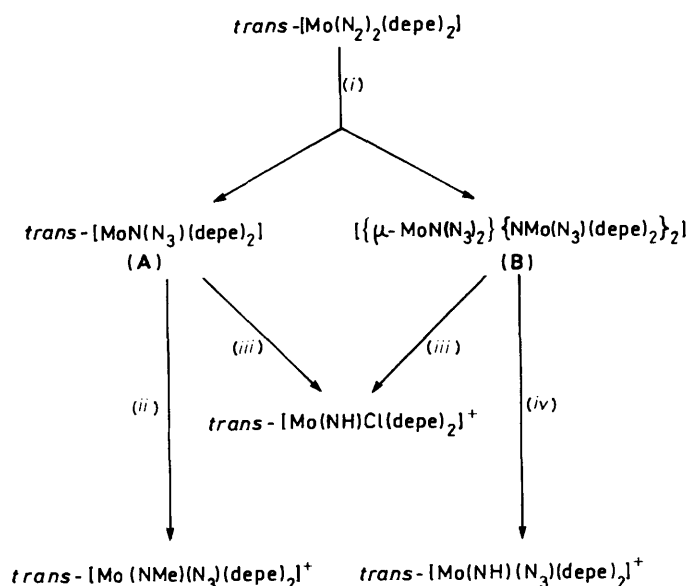 trans-[Mo(N₂)₂(depe)₂]
(i)
trans-[MoN(N₃)(depe)₂]
(A)
[{μ-MoN(N₃)₂}{NMo(N₃)(depe)₂}₂]
(B)
(iii)
(iii)
(ii)
(iv)
trans-[Mo(NH)Cl(depe)₂]⁺
trans-[Mo(NMe)(N₃)(depe)₂]⁺
trans-[Mo(NH)(N₃)(depe)₂]⁺